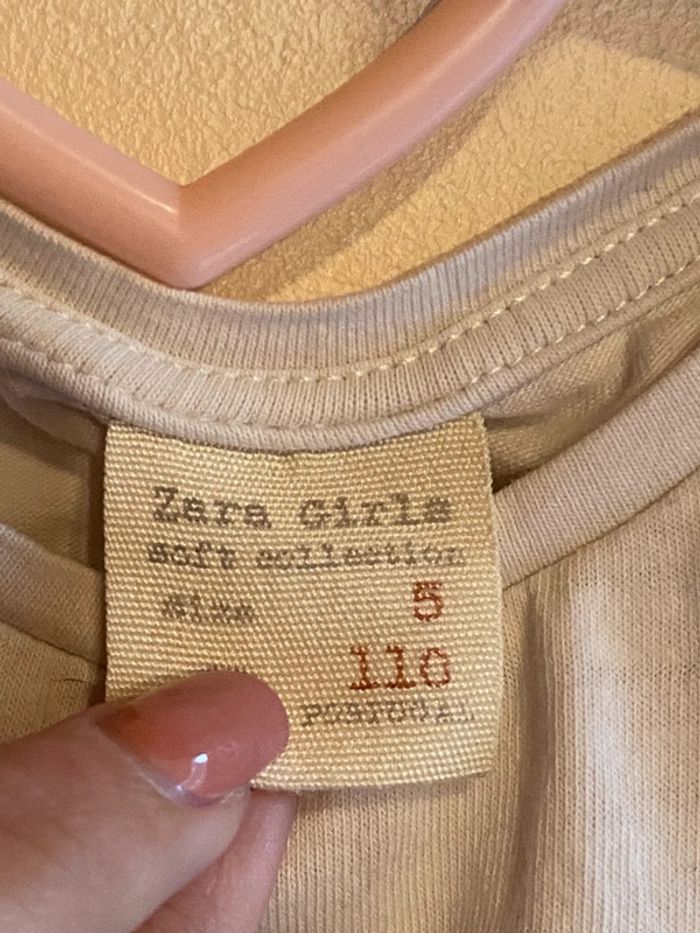 Zara Girls
soft collection
size 5
110
PORTUGAL